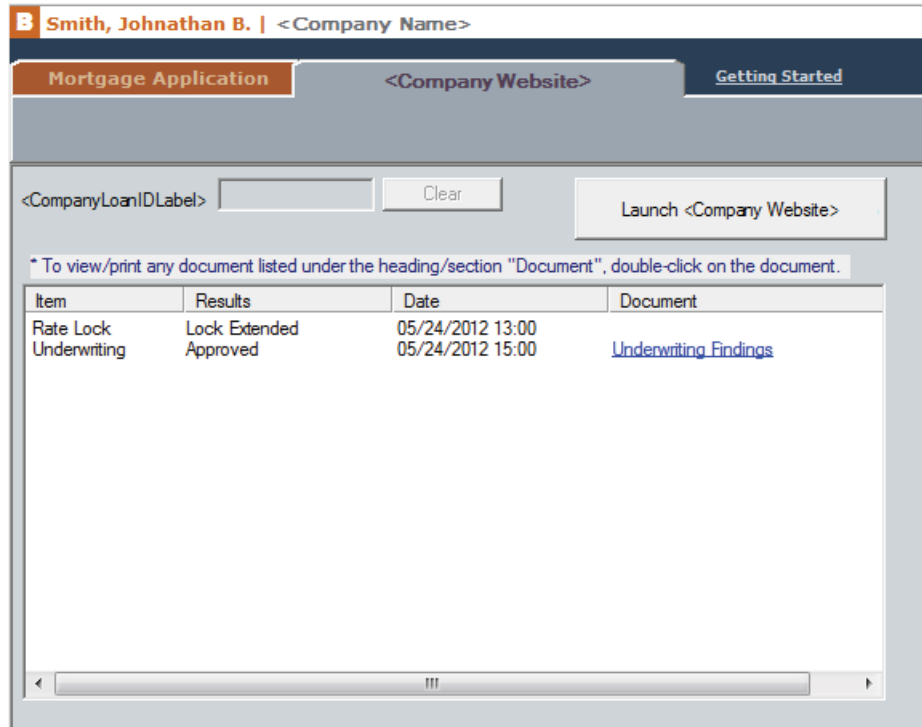 B Smith, Johnathan B. | <Company Name>
Mortgage Application <Company Website> Getting Started
<CompanyLoanIDLabel> Clear Launch <Company Website>
* To view/print any document listed under the heading/section "Document", double-click on the document.
Item Results Date Document
Rate Lock Lock Extended 05/24/2012 13:00
Underwriting Approved 05/24/2012 15:00 Underwriting Findings